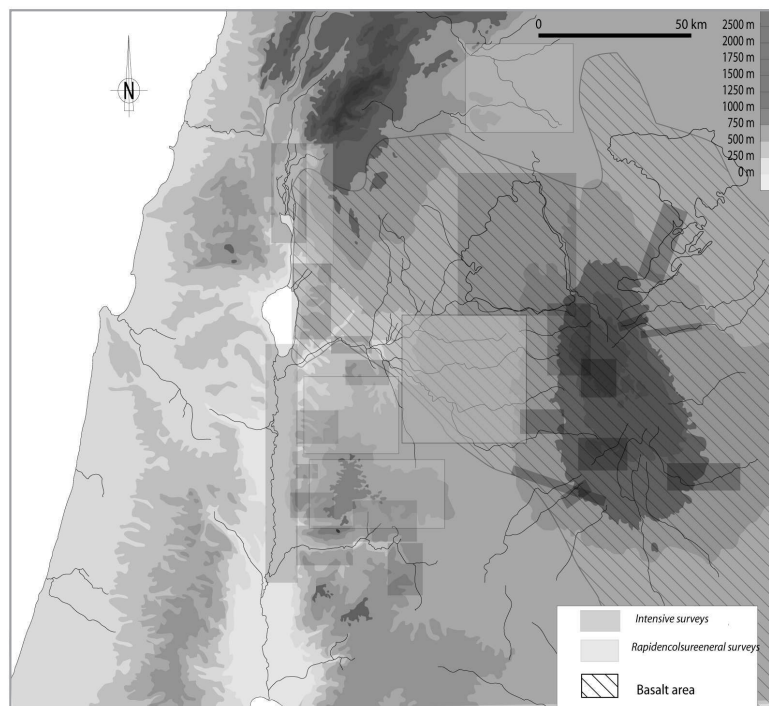 0 50 km
2500 m
2000 m
1750 m
1500 m
1250 m
1000 m
750 m
500 m
250 m
0 m
N
Intensive surveys
Rapidencolsureeneral surveys
Basalt area